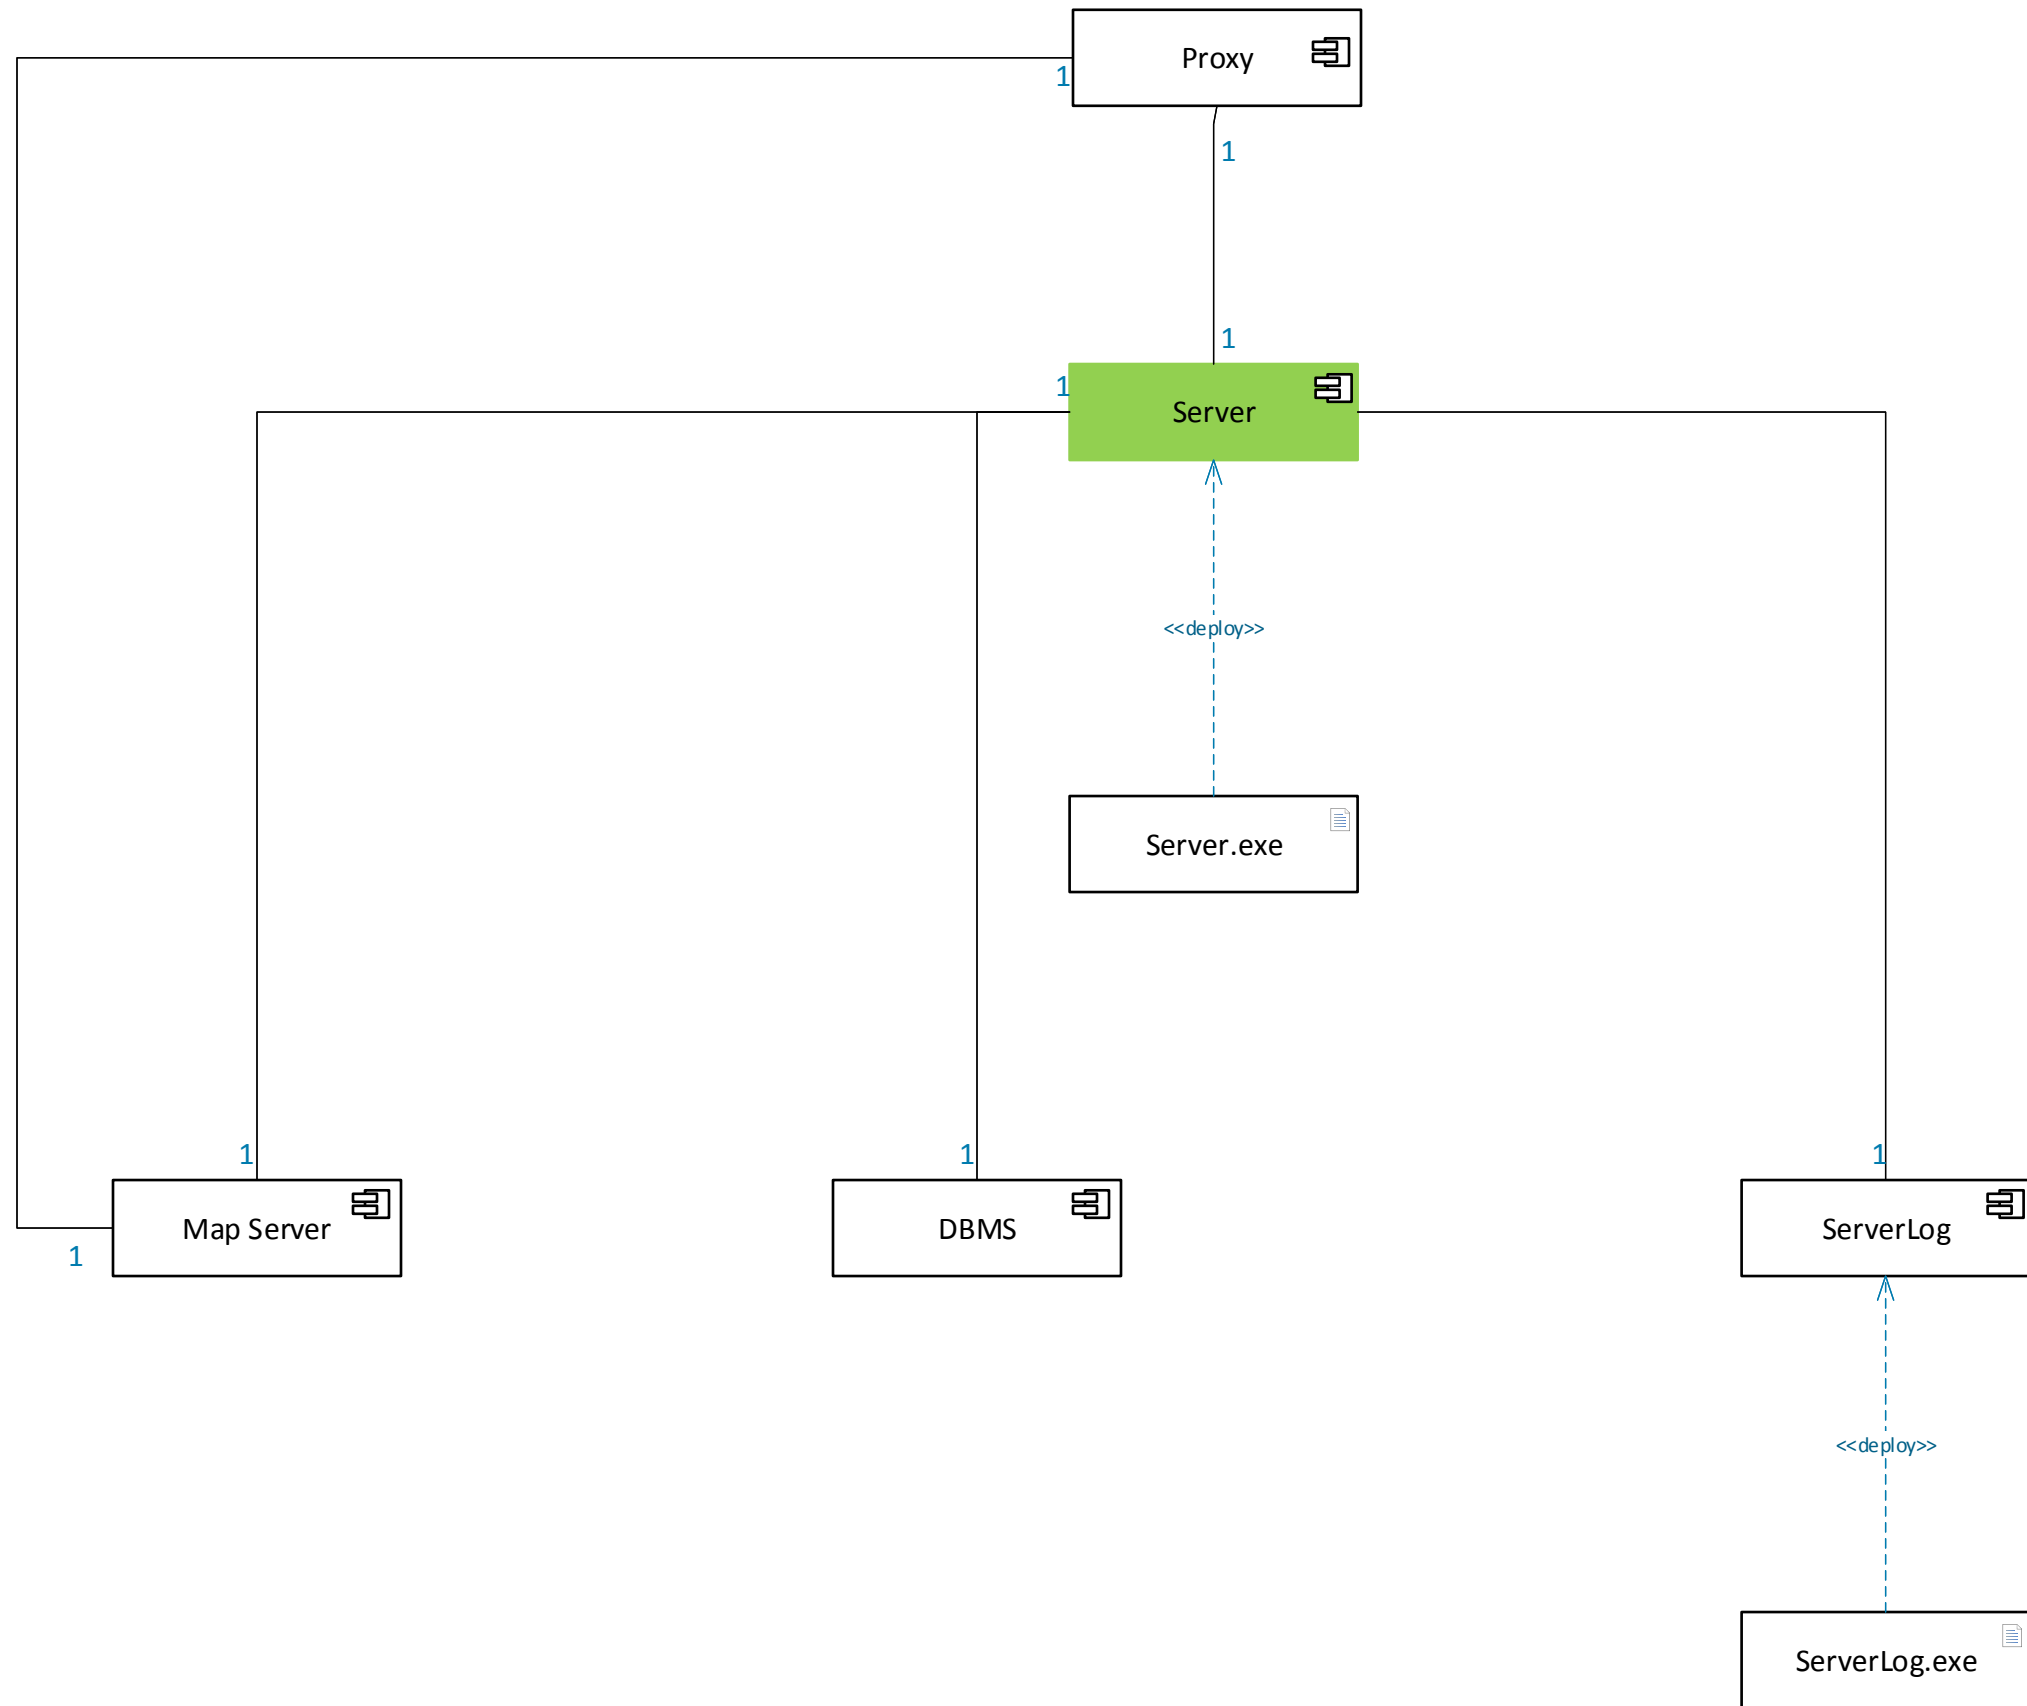 Proxy
1
1
1
1
Server
<<deploy>>
Server.exe
1
1
1
Map Server
DBMS
ServerLog
1
<<deploy>>
ServerLog.exe